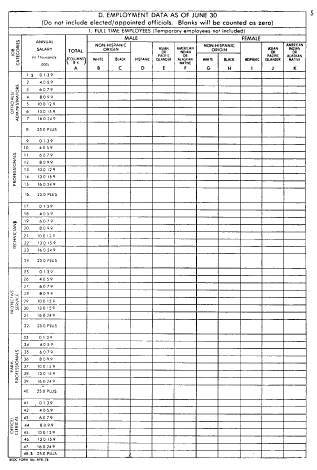 5
D. EMPLOYMENT DATA AS OF JUNE 30
(Do not include elected/appointed officials. Blanks will be counted as zero)
1. FULL TIME EMPLOYEES (Temporary employees not included)
JOB CATEGORIES
ANNUAL SALARY (In thousands 000)
TOTAL (COLUMNS B-K) A
MALE
NON-HISPANIC ORIGIN
WHITE B
BLACK C
HISPANIC D
ASIAN OR PACIFIC ISLANDER E
AMERICAN INDIAN OR ALASKAN NATIVE F
FEMALE
NON-HISPANIC ORIGIN
WHITE G
BLACK H
HISPANIC I
ASIAN OR PACIFIC ISLANDER J
AMERICAN INDIAN OR ALASKAN NATIVE K
OFFICIALS/ ADMINISTRATORS
1. $ 0.1-3.9
2. 4.0-5.9
3. 6.0-7.9
4. 8.0-9.9
5. 10.0-12.9
6. 13.0-15.9
7. 16.0-24.9
8. 25.0 PLUS
PROFESSIONALS
9. 0.1-3.9
10. 4.0-5.9
11. 6.0-7.9
12. 8.0-9.9
13. 10.0-12.9
14. 13.0-15.9
15. 16.0-24.9
16. 25.0 PLUS
TECHNICIANS
17. 0.1-3.9
18. 4.0-5.9
19. 6.0-7.9
20. 8.0-9.9
21. 10.0-12.9
22. 13.0-15.9
23. 16.0-24.9
24. 25.0 PLUS
PROTECTIVE SERVICE
25. 0.1-3.9
26. 4.0-5.9
27. 6.0-7.9
28. 8.0-9.9
29. 10.0-12.9
30. 13.0-15.9
31. 16.0-24.9
32. 25.0 PLUS
PARA- PROFESSIONALS
33. 0.1-3.9
34. 4.0-5.9
35. 6.0-7.9
36. 8.0-9.9
37. 10.0-12.9
38. 13.0-15.9
39. 16.0-24.9
40. 25.0 PLUS
OFFICE/ CLERICAL
41. 0.1-3.9
42. 4.0-5.9
43. 6.0-7.9
44. 8.0-9.9
45. 10.0-12.9
46. 13.0-15.9
47. 16.0-24.9
48. $ 25.0 PLUS
EEOC FORM 164, APR. 78